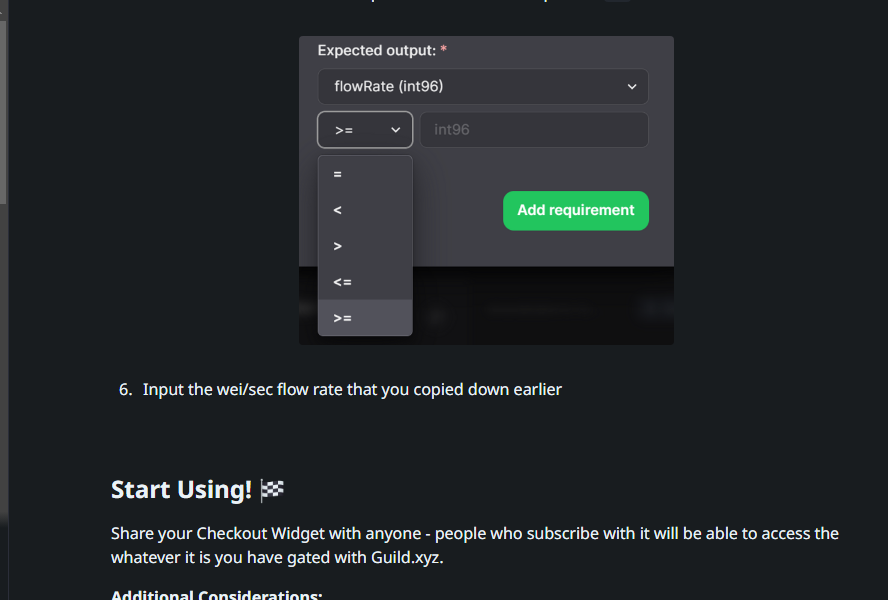 Expected output: *
flowRate (int96)
>=
int96
=
<
>
<=
>=
Add requirement
6. Input the wei/sec flow rate that you copied down earlier
Start Using!
Share your Checkout Widget with anyone - people who subscribe with it will be able to access the
whatever it is you have gated with Guild.xyz.
Additional Considerations: